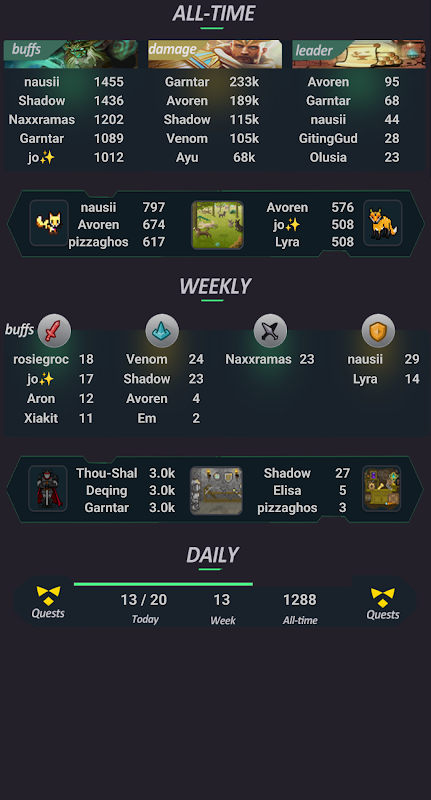 ALL-TIME
buffs damage leader
nausii 1455 Garntar 233k Avoren 95
Shadow 1436 Avoren 189k Garntar 68
Naxxramas 1202 Shadow 115k nausii 44
Garntar 1089 Venom 105k GitingGud 28
jo✨ 1012 Ayu 68k Olusia 23
nausii 797 Avoren 576
Avoren 674 jo✨ 508
pizzaghos 617 Lyra 508
WEEKLY
buffs
rosiegroc 18 Venom 24 Naxxramas 23 nausii 29
jo✨ 17 Shadow 23 Lyra 14
Aron 12 Avoren 4
Xiakit 11 Em 2
Thou-Shal 3.0k Shadow 27
Deqing 3.0k Elisa 5
Garntar 3.0k pizzaghos 3
DAILY
13 / 20 13 1288
Quests Today Week All-time Quests